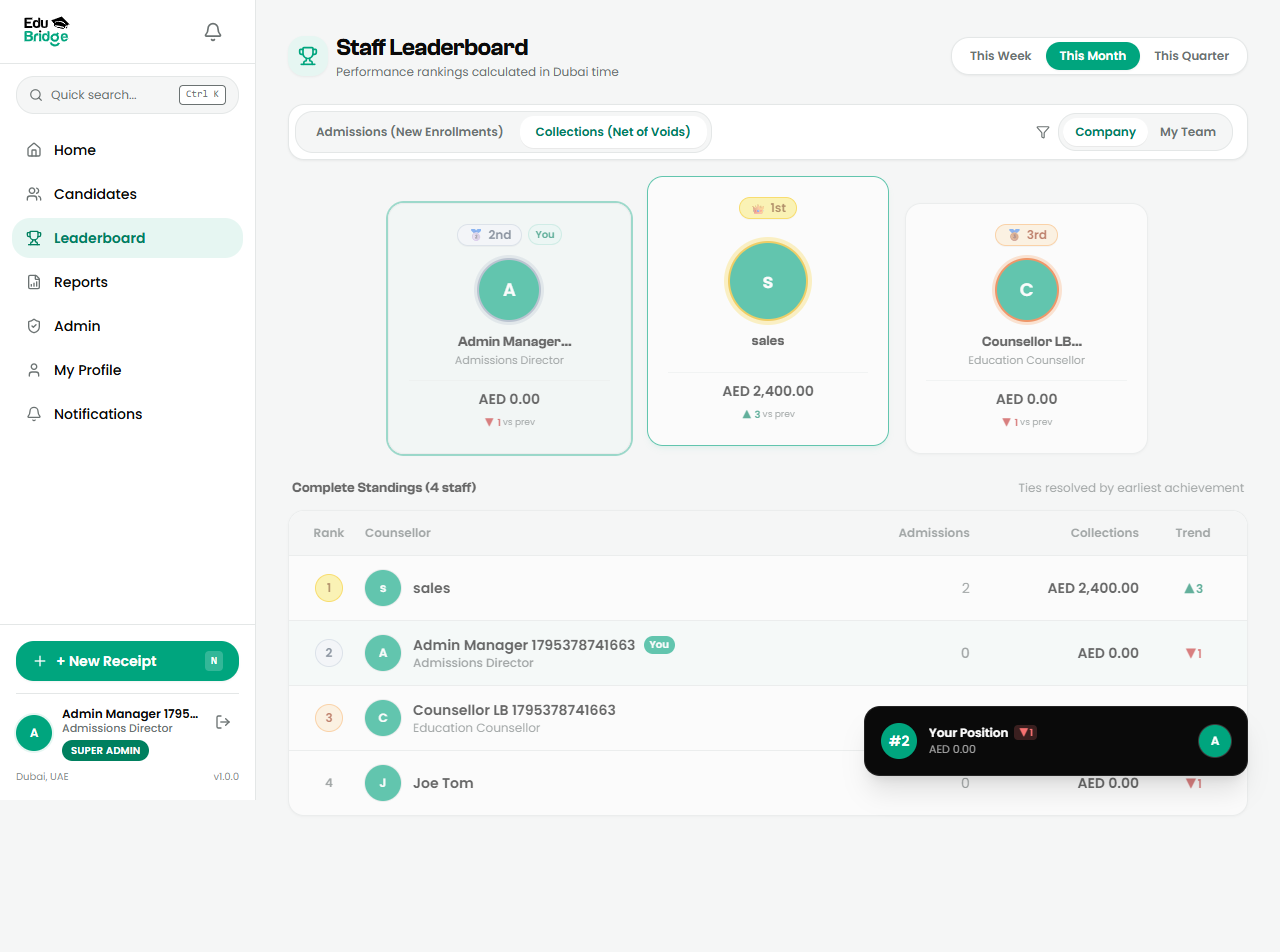 Edu
Bridge
Quick search...
Ctrl K
Home
Candidates
Leaderboard
Reports
Admin
My Profile
Notifications
+ New Receipt
N
A
Admin Manager 1795...
Admissions Director
SUPER ADMIN
Dubai, UAE
v1.0.0
Staff Leaderboard
Performance rankings calculated in Dubai time
This Week
This Month
This Quarter
Admissions (New Enrollments)
Collections (Net of Voids)
Company
My Team
2nd
You
A
Admin Manager...
Admissions Director
AED 0.00
▼ 1 vs prev
1st
s
sales
AED 2,400.00
▲ 3 vs prev
3rd
C
Counsellor LB...
Education Counsellor
AED 0.00
▼ 1 vs prev
Complete Standings (4 staff)
Ties resolved by earliest achievement
Rank Counsellor Admissions Collections Trend
1 s sales 2 AED 2,400.00 ▲3
2 A Admin Manager 1795378741663 You 0 AED 0.00 ▼1
Admissions Director
3 C Counsellor LB 1795378741663
Education Counsellor
4 J Joe Tom 0 AED 0.00 ▼1
#2 Your Position ▼1 A
AED 0.00